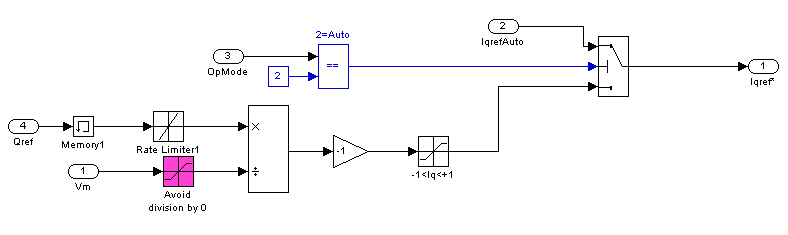 2
IqrefAuto
2=Auto
3
OpMode
==
2
1
Iqref*
4
Qref
Memory1
×
Rate Limiter1
-1
-1<Iq<+1
1
Vm
÷
Avoid
division by 0